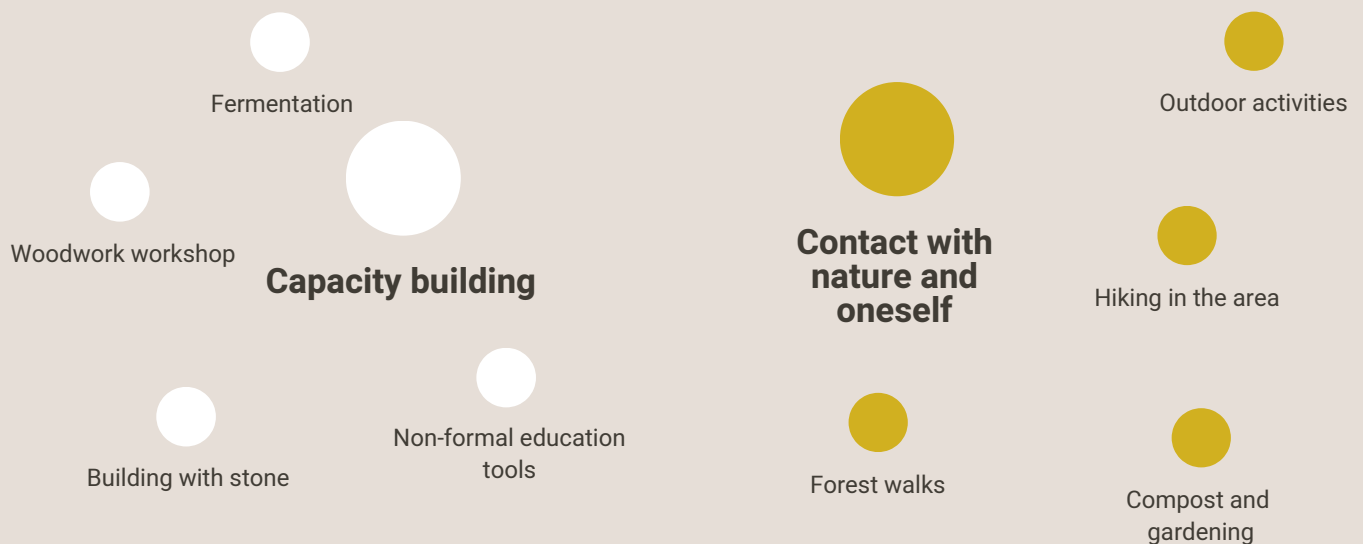 Fermentation
Woodwork workshop
Capacity building
Building with stone
Non-formal education
tools
Contact with
nature and
oneself
Outdoor activities
Hiking in the area
Forest walks
Compost and
gardening